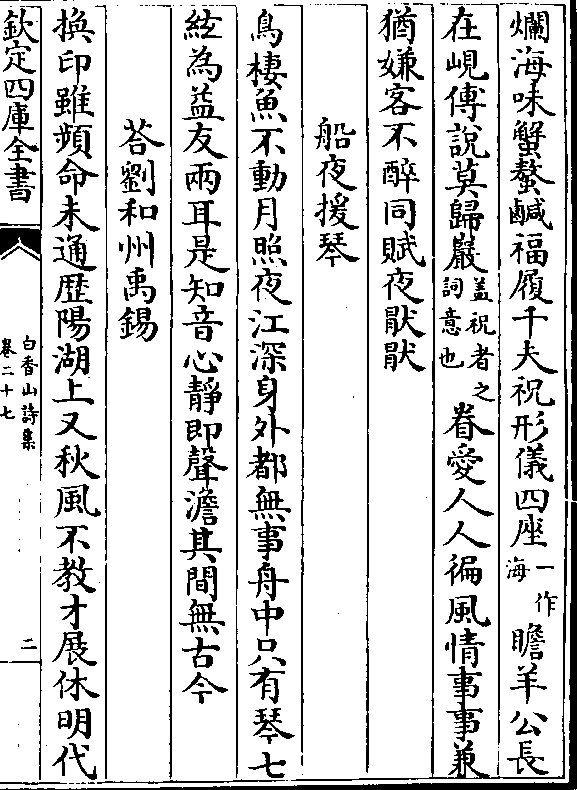 爛海味蟹螯鹹福履千夫祝形儀四座一作海瞻羊公長
在峴傅說莫歸巖盖祝者之詞意也眷愛人人徧風情事事兼
猶嫌客不醉同賦夜猒猒
船夜援琴
鳥棲魚不動月照夜江深身外都無事舟中只有琴七
絃為益友兩耳是知音心靜即聲澹其間無古今
荅劉和州禹錫
換印雖頻命未通歴陽湖上又秋風不教才展休明代
欽定四庫全書
白香山詩集
卷二十七
二